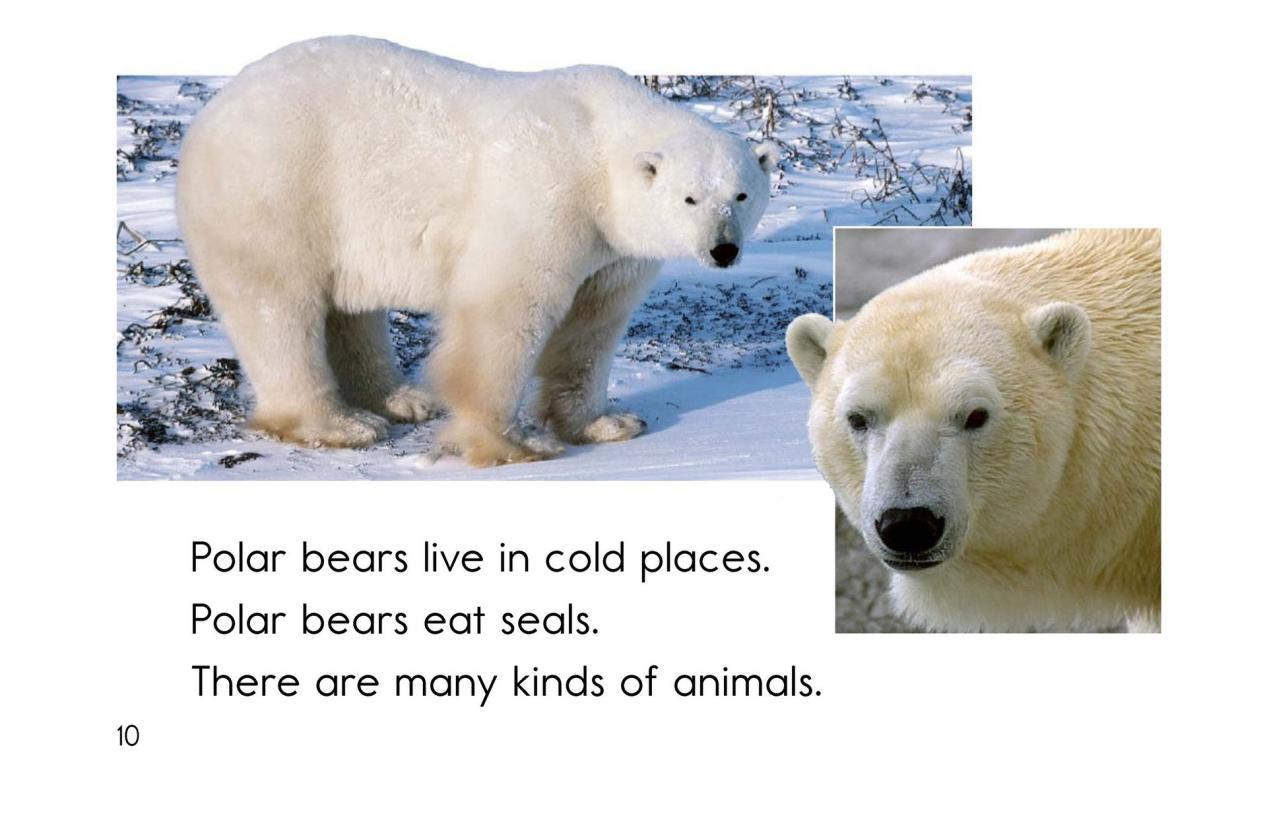 Polar bears live in cold places.
Polar bears eat seals.
There are many kinds of animals.
10